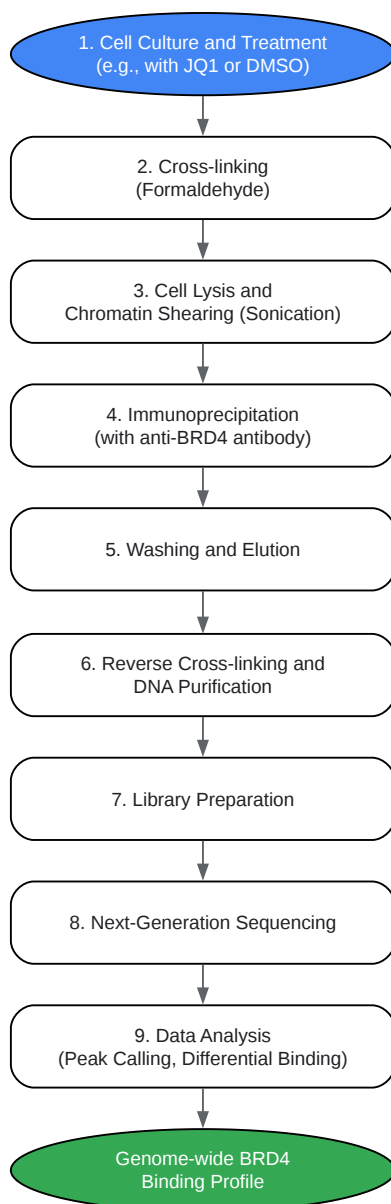 1. Cell Culture and Treatment
(e.g., with JQ1 or DMSO)
2. Cross-linking
(Formaldehyde)
3. Cell Lysis and
Chromatin Shearing (Sonication)
4. Immunoprecipitation
(with anti-BRD4 antibody)
5. Washing and Elution
6. Reverse Cross-linking and
DNA Purification
7. Library Preparation
8. Next-Generation Sequencing
9. Data Analysis
(Peak Calling, Differential Binding)
Genome-wide BRD4
Binding Profile